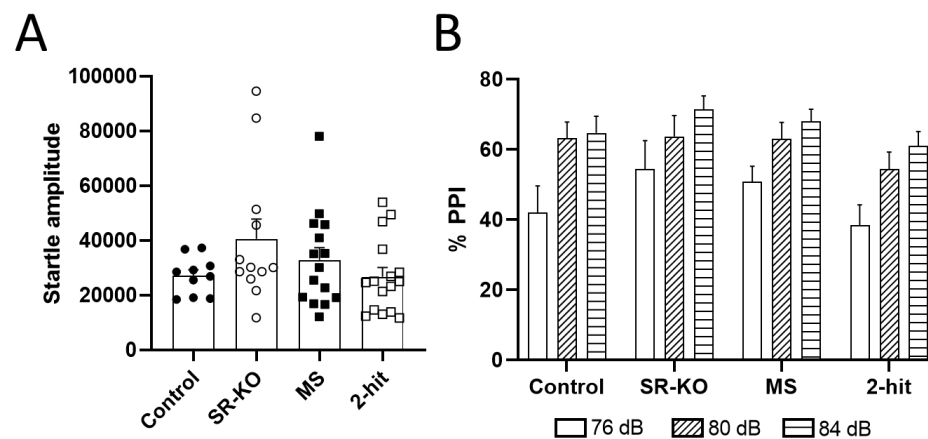 A
Startle amplitude
100000
80000
60000
40000
20000
0
Control
SR-KO
MS
2-hit
B
% PPI
80
60
40
20
0
Control SR-KO MS 2-hit
76 dB 80 dB 84 dB